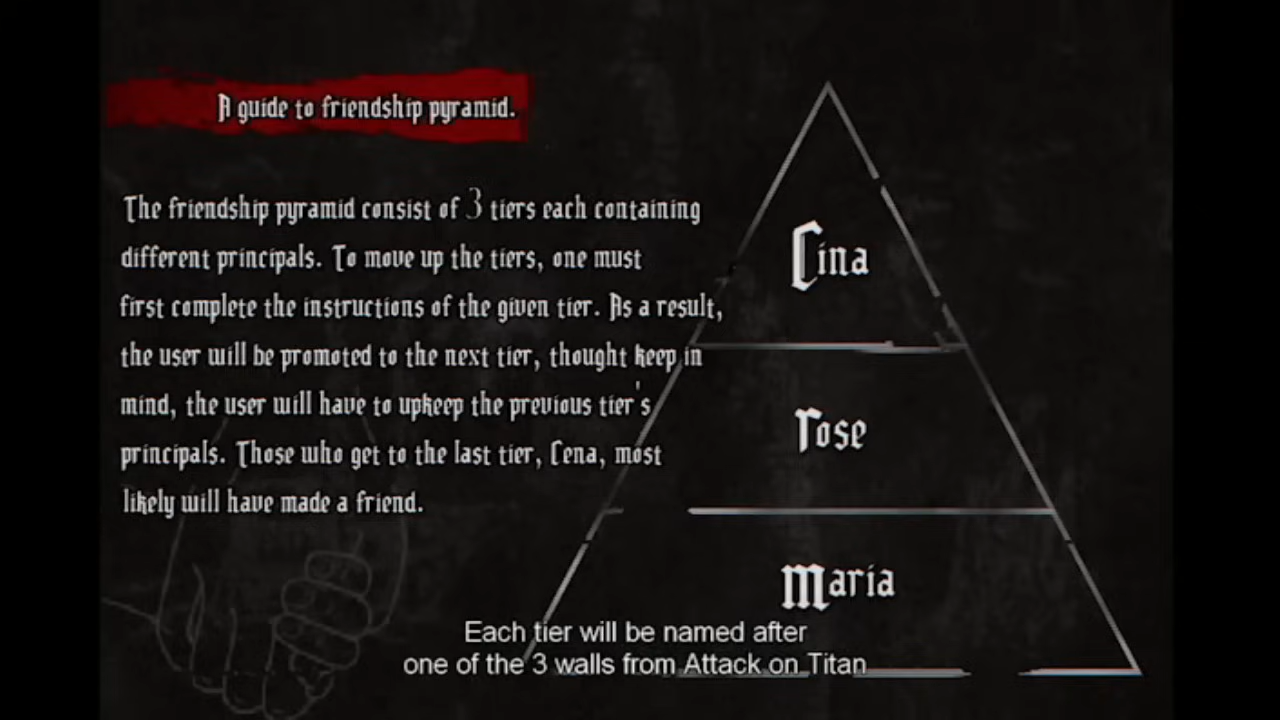 A guide to friendship pyramid.
The friendship pyramid consist of 3 tiers each containing
different principals. To move up the tiers, one must
first complete the instructions of the given tier. As a result,
the user will be promoted to the next tier, thought keep in
mind, the user will have to upkeep the previous tier's
principals. Those who get to the last tier, Cena, most
likely will have made a friend.
Cina
Rose
Maria
Each tier will be named after
one of the 3 walls from Attack on Titan